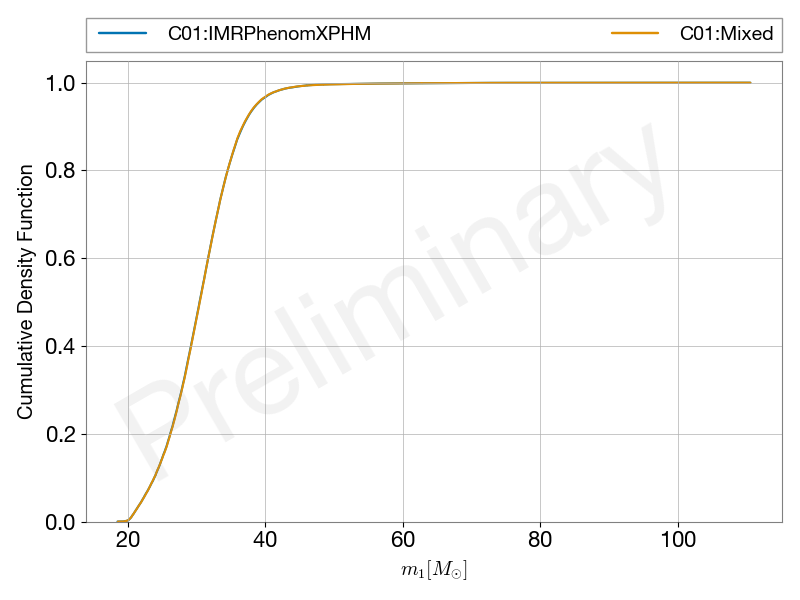 C01:IMRPhenomXPHM C01:Mixed
1.0
0.8
0.6
0.4
0.2
0.0
Cumulative Density Function
Preliminary
20 40 60 80 100
m₁[M☉]